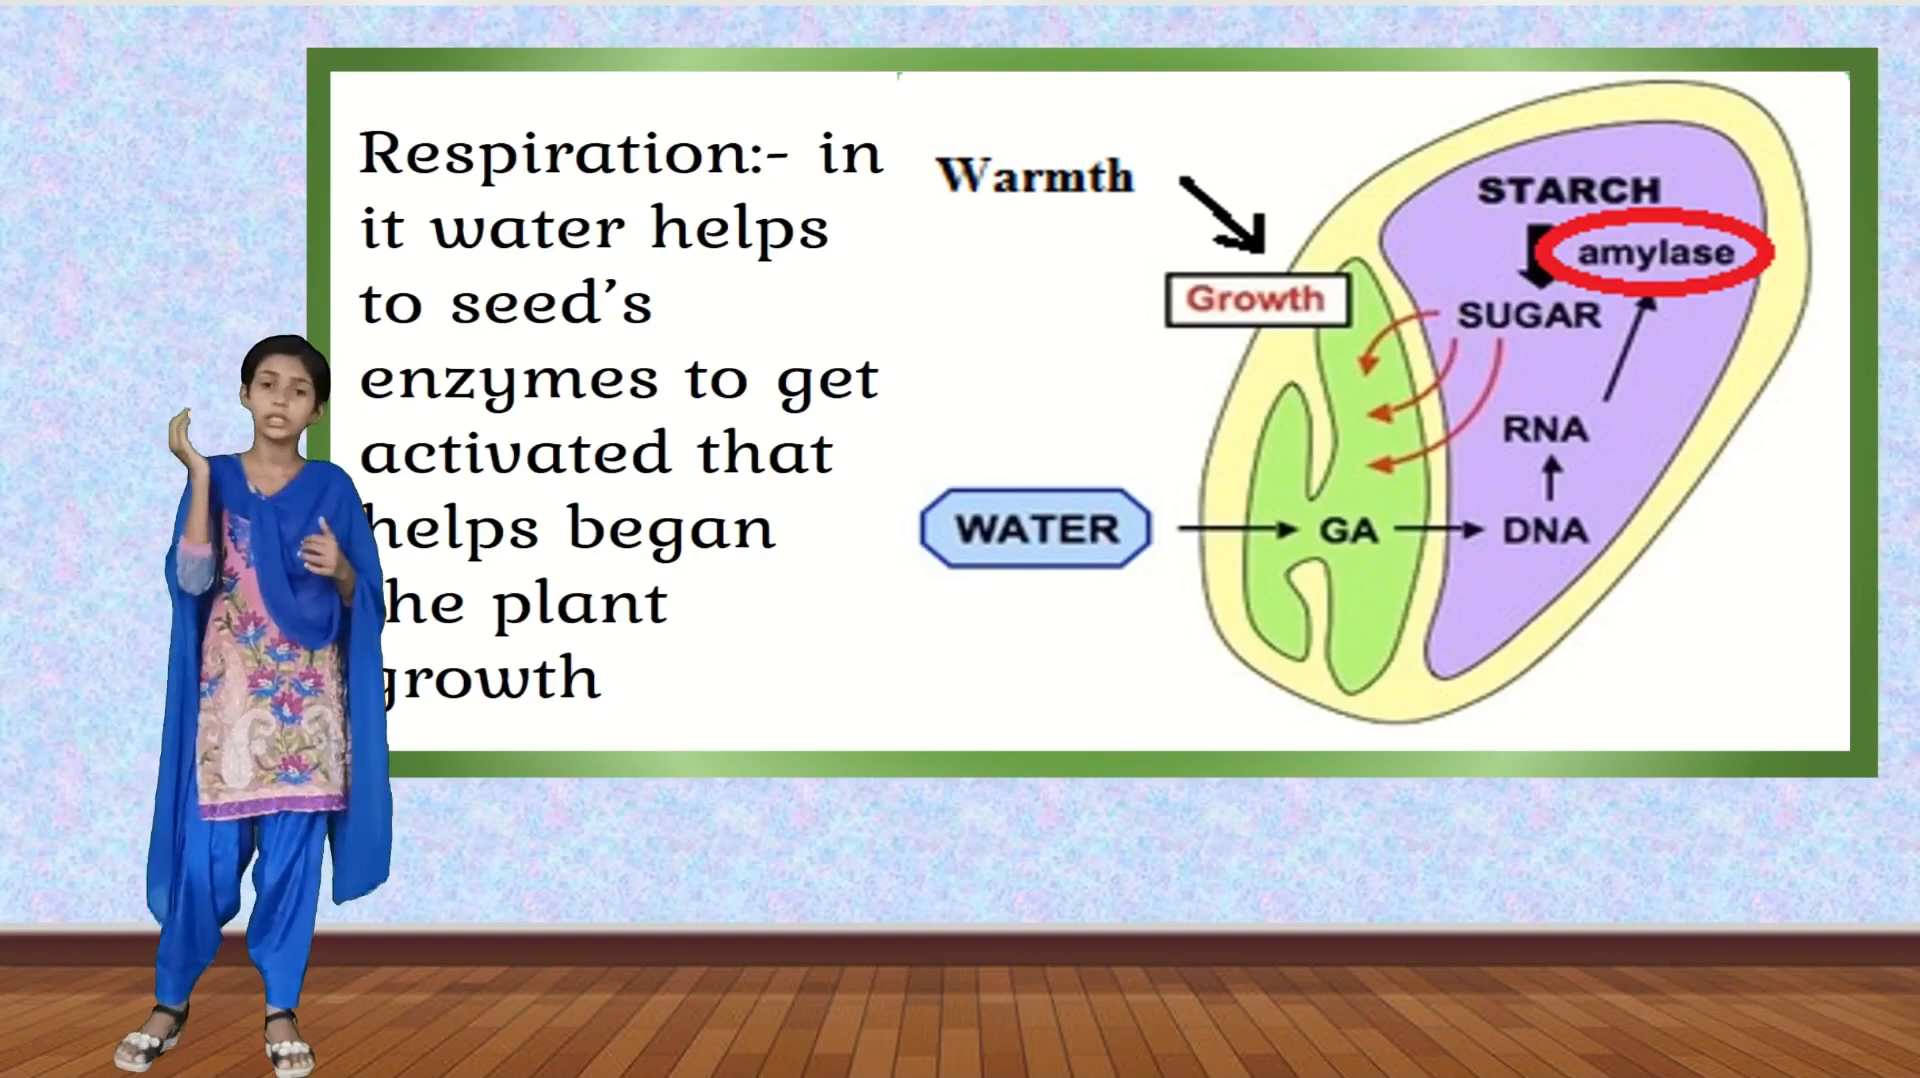 Respiration:- in
it water helps
to seed's
enzymes to get
activated that
helps began
he plant
growth
Warmth
Growth
WATER
STARCH
amylase
SUGAR
RNA
GA
DNA